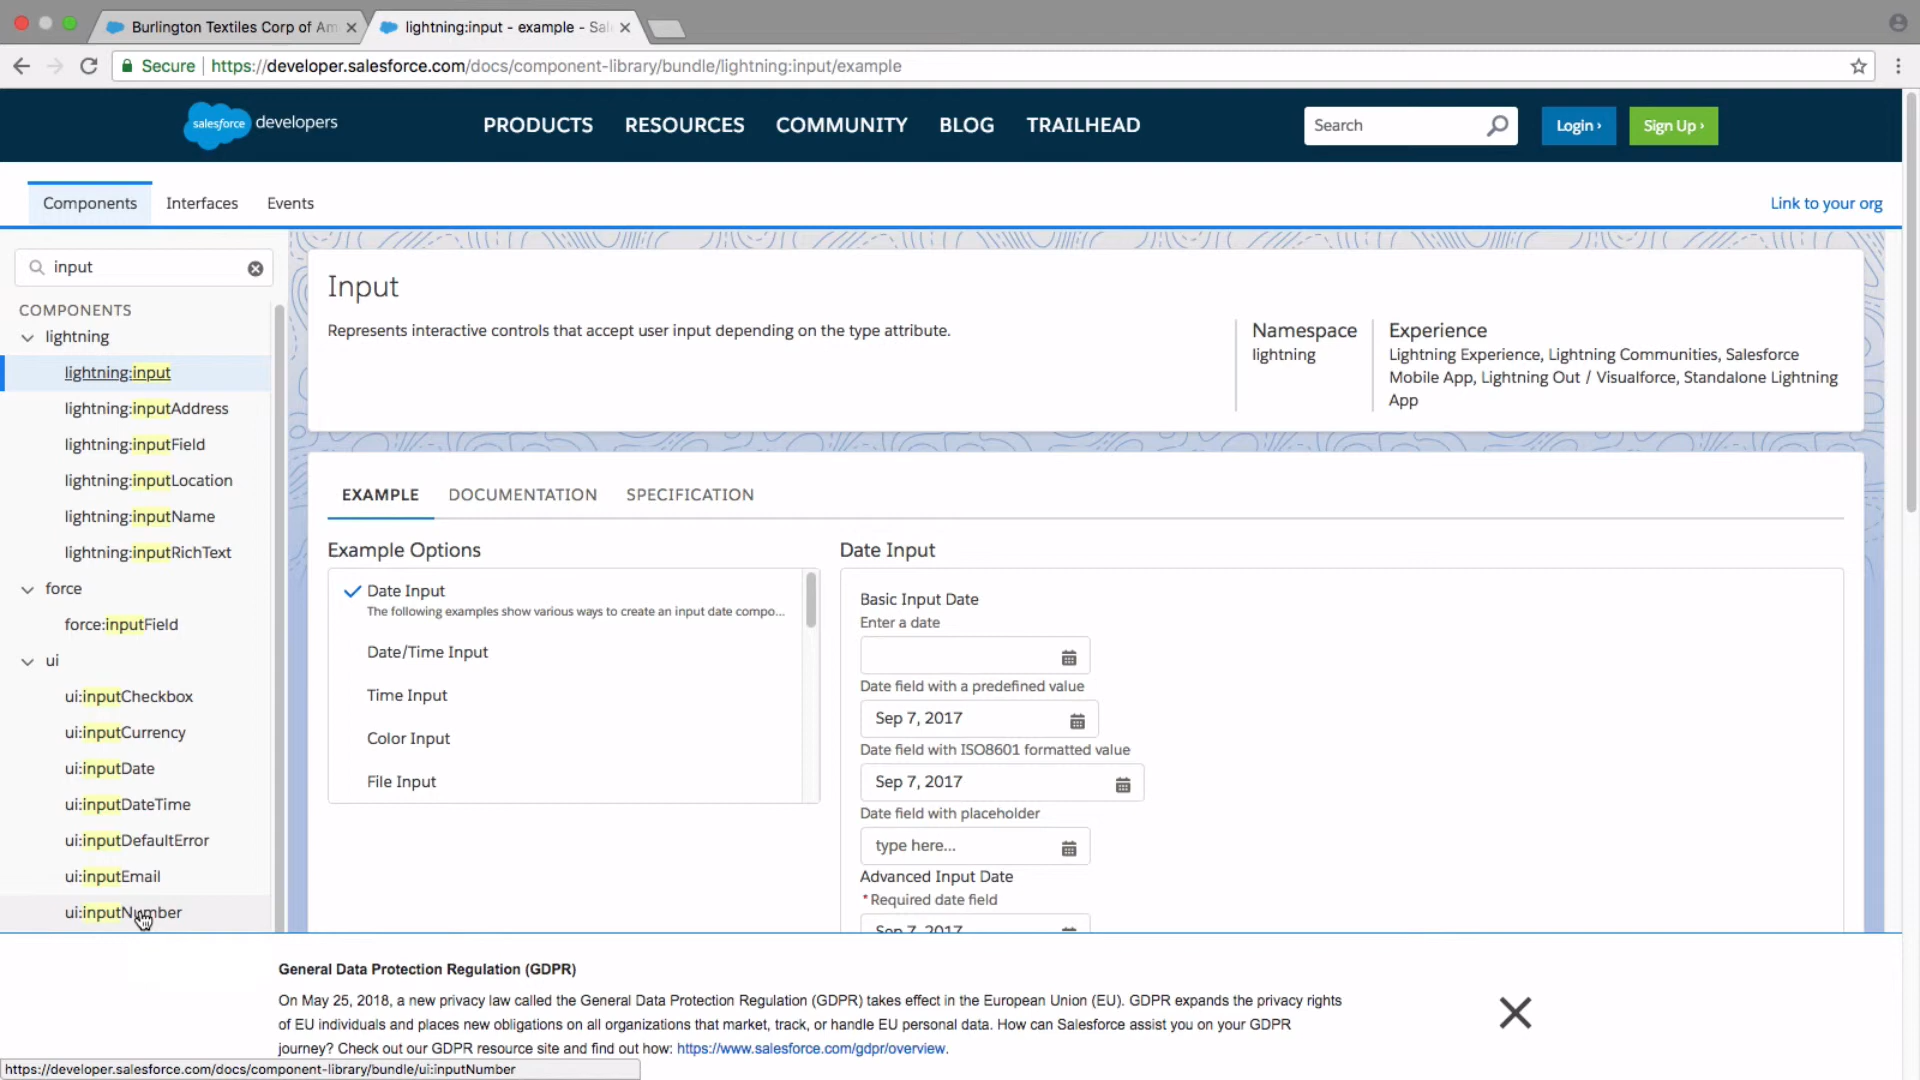 Burlington Textiles Corp of Am
lightning:input - example - Sal
Secure
https://developer.salesforce.com/docs/component-library/bundle/lightning:input/example
salesforce developers
PRODUCTS
RESOURCES
COMMUNITY
BLOG
TRAILHEAD
Search
Login ›
Sign Up ›
Components
Interfaces
Events
Link to your org
input
COMPONENTS
lightning
lightning:input
lightning:inputAddress
lightning:inputField
lightning:inputLocation
lightning:inputName
lightning:inputRichText
force
force:inputField
ui
ui:inputCheckbox
ui:inputCurrency
ui:inputDate
ui:inputDateTime
ui:inputDefaultError
ui:inputEmail
ui:inputNumber
Input
Represents interactive controls that accept user input depending on the type attribute.
Namespace
lightning
Experience
Lightning Experience, Lightning Communities, Salesforce
Mobile App, Lightning Out / Visualforce, Standalone Lightning
App
EXAMPLE
DOCUMENTATION
SPECIFICATION
Example Options
Date Input
The following examples show various ways to create an input date compo...
Date/Time Input
Time Input
Color Input
File Input
Date Input
Basic Input Date
Enter a date
Date field with a predefined value
Sep 7, 2017
Date field with ISO8601 formatted value
Sep 7, 2017
Date field with placeholder
type here...
Advanced Input Date
*Required date field
Sep 7, 2017
General Data Protection Regulation (GDPR)
On May 25, 2018, a new privacy law called the General Data Protection Regulation (GDPR) takes effect in the European Union (EU). GDPR expands the privacy rights
of EU individuals and places new obligations on all organizations that market, track, or handle EU personal data. How can Salesforce assist you on your GDPR
journey? Check out our GDPR resource site and find out how: https://www.salesforce.com/gdpr/overview.
https://developer.salesforce.com/docs/component-library/bundle/ui:inputNumber